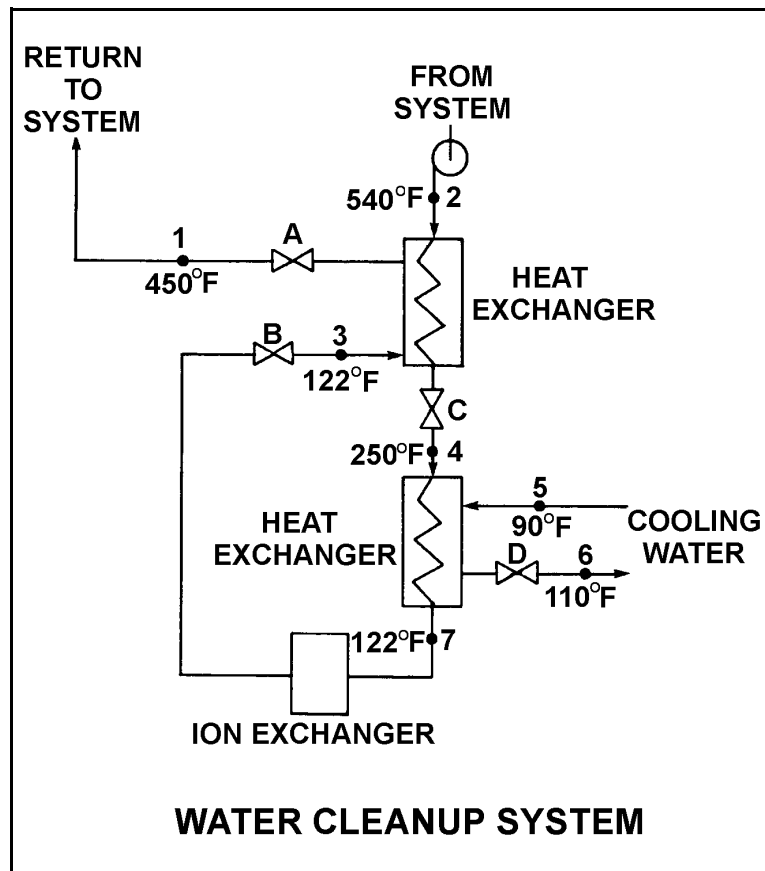 RETURN
TO
SYSTEM
FROM
SYSTEM
540°F 2
1
A
450°F
HEAT
EXCHANGER
B
3
122°F
C
250°F 4
HEAT
EXCHANGER
5
90°F
COOLING
WATER
D
6
110°F
122°F 7
ION EXCHANGER
WATER CLEANUP SYSTEM